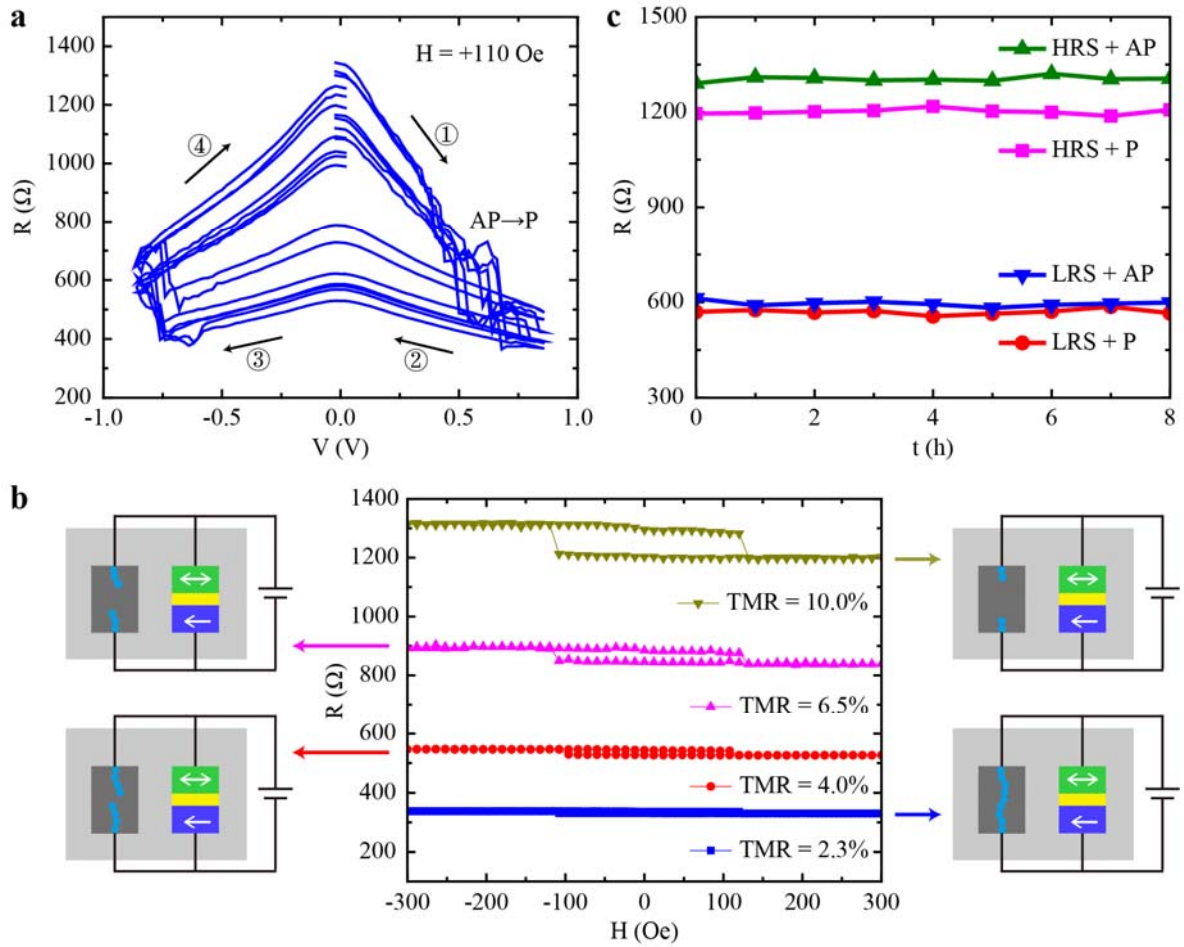 a
1400
1200
1000
800
600
400
200
R (Ω)
H = +110 Oe
①
④
AP→P
③
②
-1.0
-0.5
0.0
0.5
1.0
V (V)
c
1500
1200
900
600
300
R (Ω)
HRS + AP
HRS + P
LRS + AP
LRS + P
0
2
4
6
8
t (h)
b
1400
1200
1000
800
600
400
200
R (Ω)
TMR = 10.0%
TMR = 6.5%
TMR = 4.0%
TMR = 2.3%
-300
-200
-100
0
100
200
300
H (Oe)